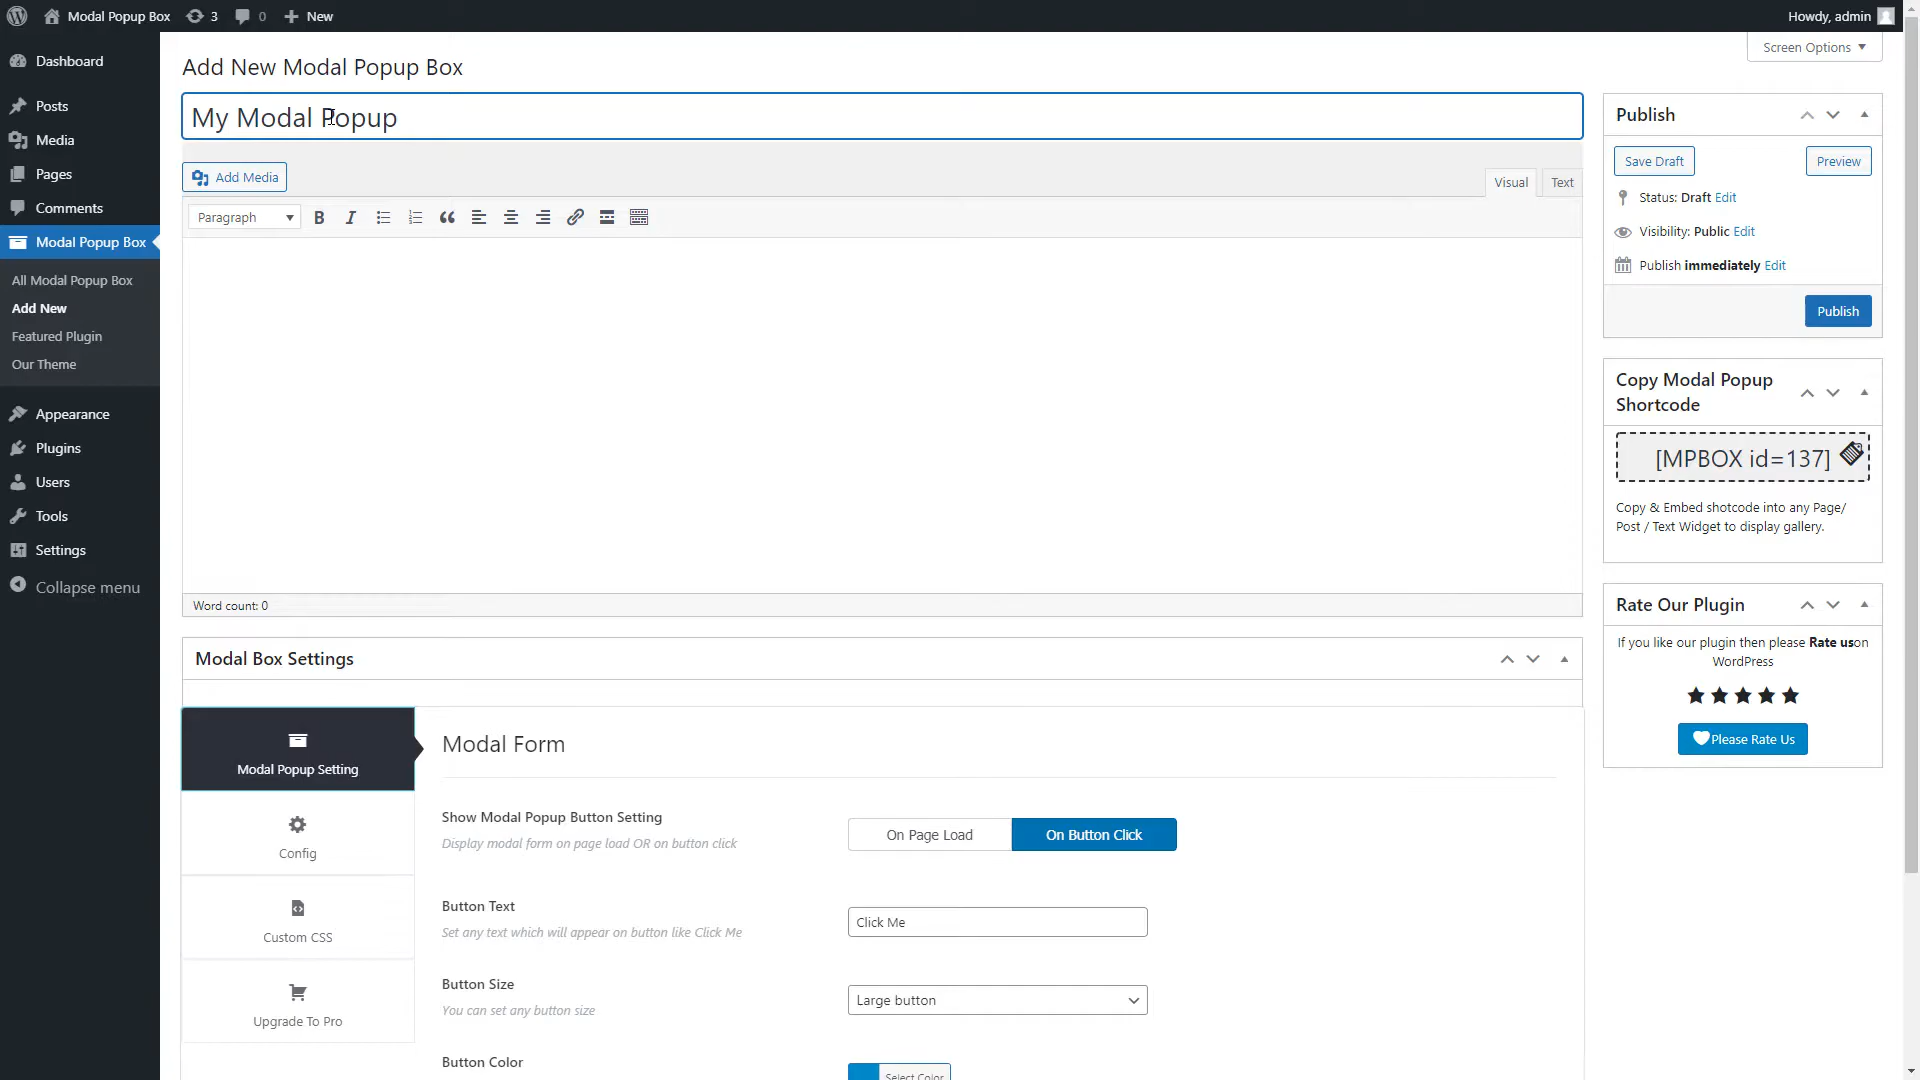 Modal Popup Box 3 0 New Howdy, admin
Screen Options
Dashboard
Posts
Media
Pages
Comments
Modal Popup Box
All Modal Popup Box
Add New
Featured Plugin
Our Theme
Appearance
Plugins
Users
Tools
Settings
Collapse menu
Add New Modal Popup Box
My Modal Popup
Add Media
Visual Text
Paragraph B I
Word count: 0
Modal Box Settings
Modal Popup Setting
Config
Custom CSS
Upgrade To Pro
Modal Form
Show Modal Popup Button Setting
Display modal form on page load OR on button click
On Page Load On Button Click
Button Text
Set any text which will appear on button like Click Me
Click Me
Button Size
You can set any button size
Large button
Button Color
Select Color
Publish
Save Draft Preview
Status: Draft Edit
Visibility: Public Edit
Publish immediately Edit
Publish
Copy Modal Popup
Shortcode
[MPBOX id=137]
Copy & Embed shotcode into any Page/
Post / Text Widget to display gallery.
Rate Our Plugin
If you like our plugin then please Rate uson
WordPress
Please Rate Us